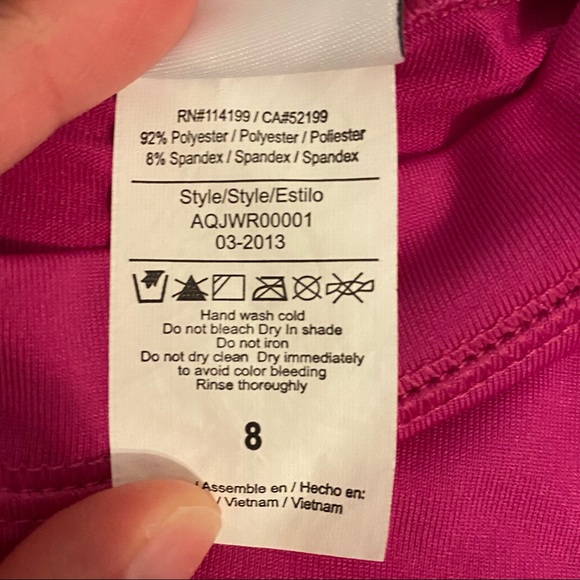 RN#114199 / CA#52199
92% Polyester / Polyester / Poliester
8% Spandex / Spandex / Spandex
Style/Style/Estilo
AQJWR00001
03-2013
Hand wash cold
Do not bleach Dry In shade
Do not iron
Do not dry clean Dry immediately
to avoid color bleeding
Rinse thoroughly
8
/ Assemble en / Hecho en:
/ Vietnam / Vietnam